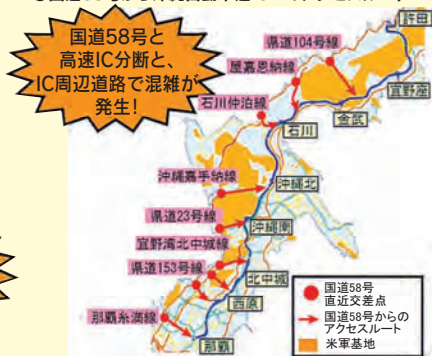 国道58号と
高速IC分断と、
IC周辺道路で混雑が
発生！
県道104号線
屋嘉恩納線
石川仲泊線
許田
宜野座
金武
石川
沖縄嘉手納線
沖縄北
県道23号線
沖縄南
宜野湾北中城線
北中城
県道153号線
西原
那覇糸満線
那覇
国道58号
直近交差点
国道58号からの
アクセスルート
米軍基地